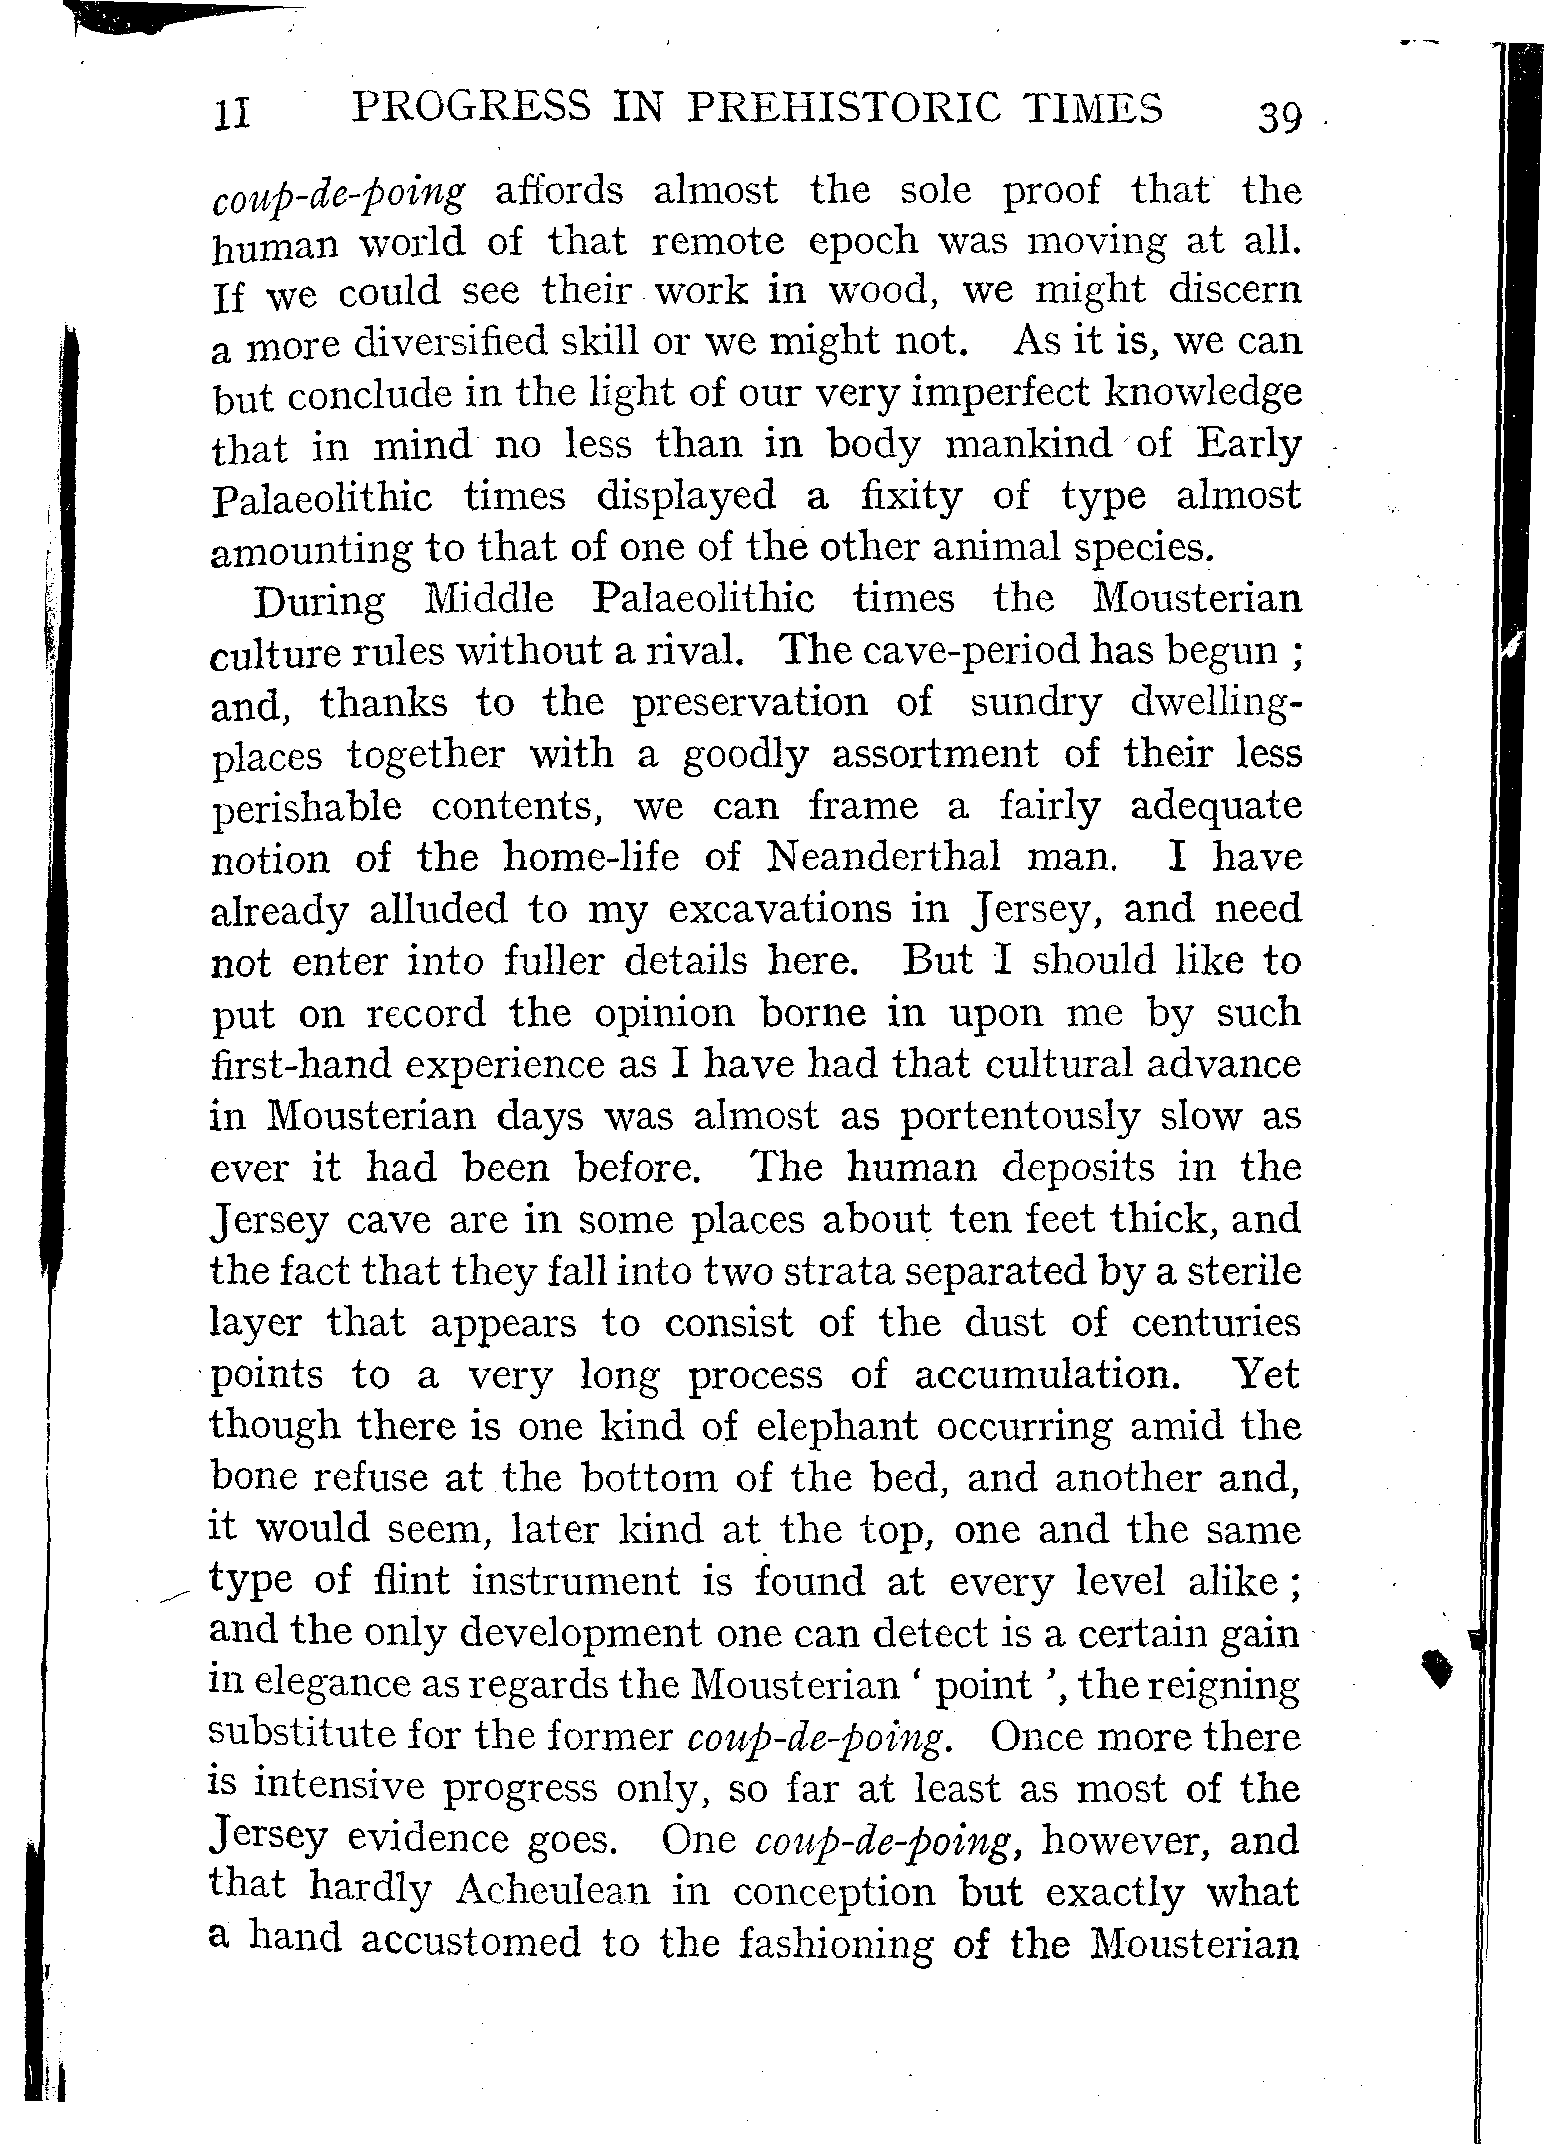 II PROGRESS IN PREHISTORIC TIMES 39
coup-de-poing affords almost the sole proof that the
human world of that remote epoch was moving at all.
If we could see their work in wood, we might discern
a more diversified skill or we might not. As it is, we can
but conclude in the light of our very imperfect knowledge
that in mind no less than in body mankind of Early
Palaeolithic times displayed a fixity of type almost
amounting to that of one of the other animal species.
During Middle Palaeolithic times the Mousterian
culture rules without a rival. The cave-period has begun ;
and, thanks to the preservation of sundry dwelling-
places together with a goodly assortment of their less
perishable contents, we can frame a fairly adequate
notion of the home-life of Neanderthal man. I have
already alluded to my excavations in Jersey, and need
not enter into fuller details here. But I should like to
put on record the opinion borne in upon me by such
first-hand experience as I have had that cultural advance
in Mousterian days was almost as portentously slow as
ever it had been before. The human deposits in the
Jersey cave are in some places about ten feet thick, and
the fact that they fall into two strata separated by a sterile
layer that appears to consist of the dust of centuries
points to a very long process of accumulation. Yet
though there is one kind of elephant occurring amid the
bone refuse at the bottom of the bed, and another and,
it would seem, later kind at the top, one and the same
type of flint instrument is found at every level alike ;
and the only development one can detect is a certain gain
in elegance as regards the Mousterian ‘ point ’, the reigning
substitute for the former coup-de-poing. Once more there
is intensive progress only, so far at least as most of the
Jersey evidence goes. One coup-de-poing, however, and
that hardly Acheulean in conception but exactly what
a hand accustomed to the fashioning of the Mousterian